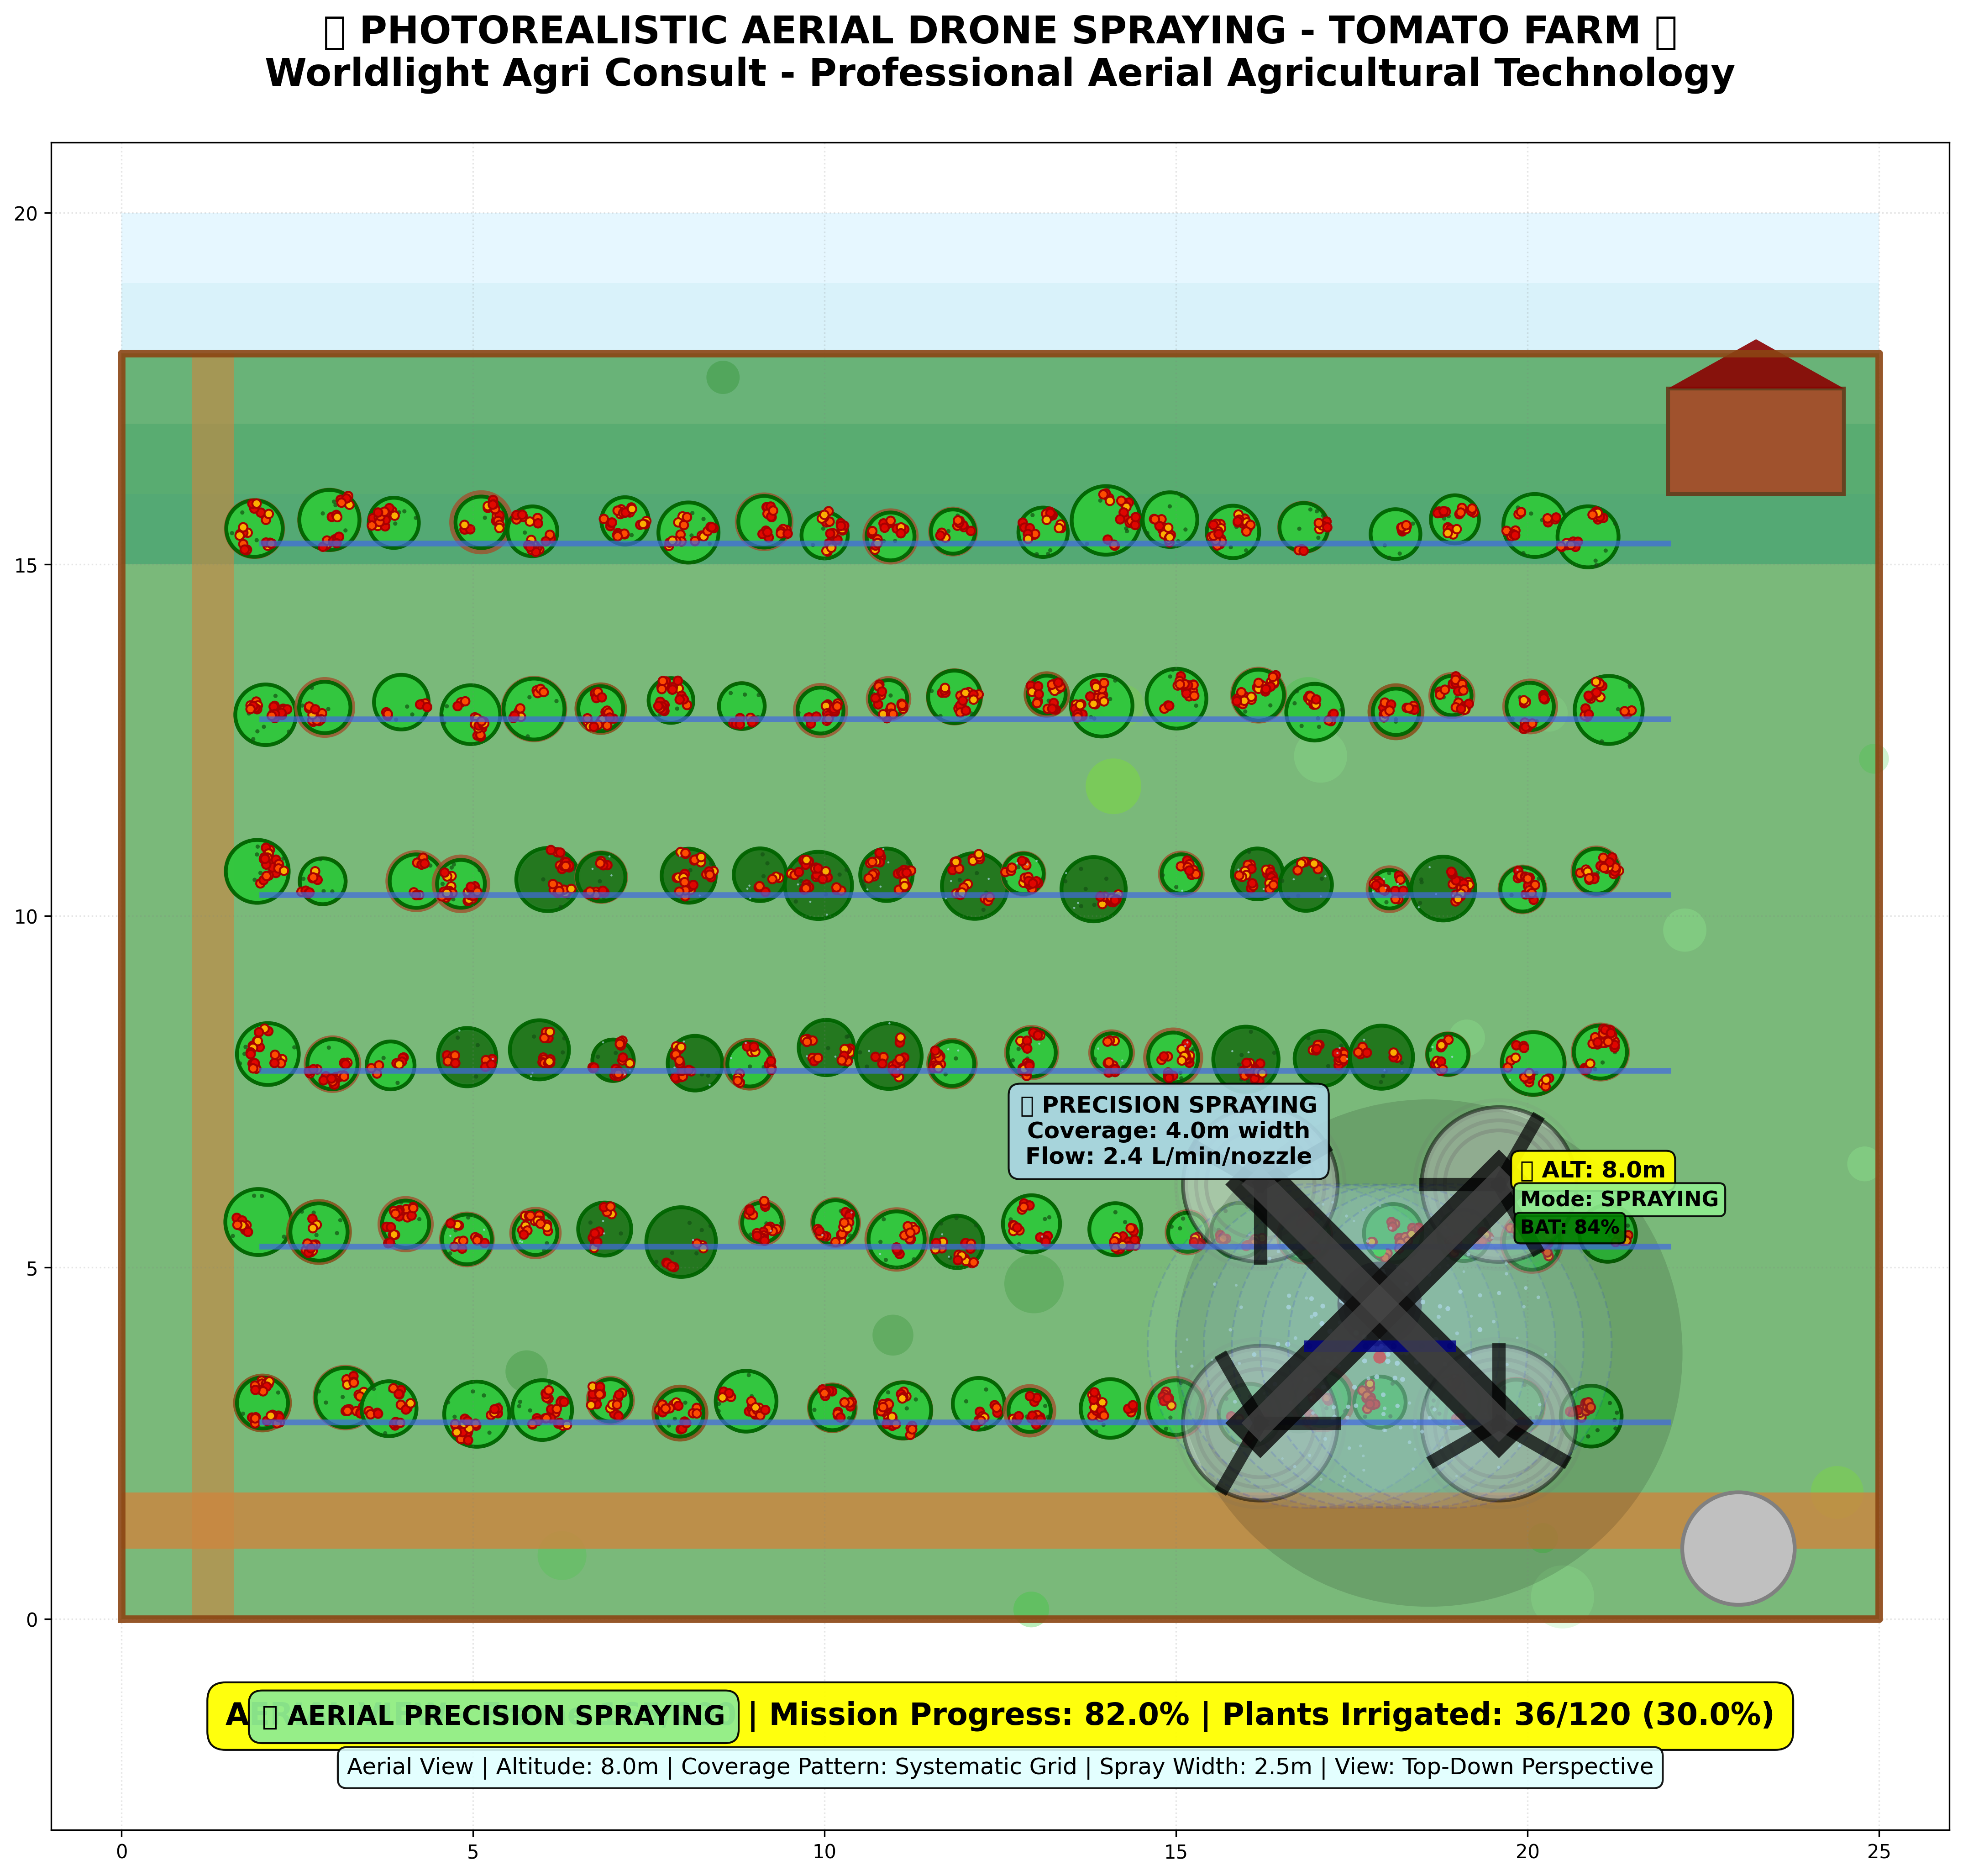 ▯ PHOTOREALISTIC AERIAL DRONE SPRAYING - TOMATO FARM ▯
Worldlight Agri Consult - Professional Aerial Agricultural Technology
20
15
10
5
0
▯ PRECISION SPRAYING
Coverage: 4.0m width
Flow: 2.4 L/min/nozzle
▯ ALT: 8.0m
Mode: SPRAYING
BAT: 84%
▯ AERIAL PRECISION SPRAYING | Mission Progress: 82.0% | Plants Irrigated: 36/120 (30.0%)
Aerial View | Altitude: 8.0m | Coverage Pattern: Systematic Grid | Spray Width: 2.5m | View: Top-Down Perspective
0 5 10 15 20 25